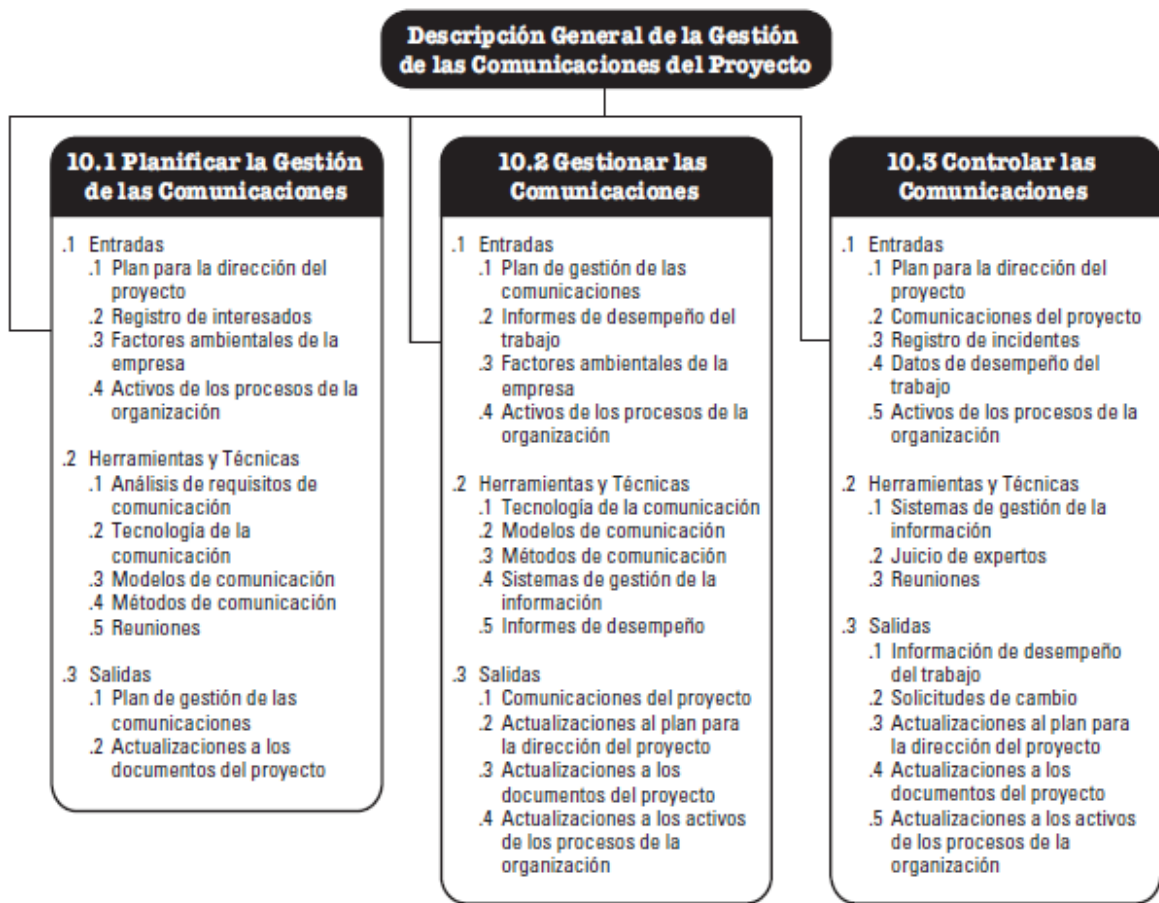 Descripción General de la Gestión
de las Comunicaciones del Proyecto
10.1 Planificar la Gestión
de las Comunicaciones
.1 Entradas
.1 Plan para la dirección del
proyecto
.2 Registro de interesados
.3 Factores ambientales de la
empresa
.4 Activos de los procesos de la
organización
.2 Herramientas y Técnicas
.1 Análisis de requisitos de
comunicación
.2 Tecnología de la
comunicación
.3 Modelos de comunicación
.4 Métodos de comunicación
.5 Reuniones
.3 Salidas
.1 Plan de gestión de las
comunicaciones
.2 Actualizaciones a los
documentos del proyecto
10.2 Gestionar las
Comunicaciones
.1 Entradas
.1 Plan de gestión de las
comunicaciones
.2 Informes de desempeño del
trabajo
.3 Factores ambientales de la
empresa
.4 Activos de los procesos de la
organización
.2 Herramientas y Técnicas
.1 Tecnología de la comunicación
.2 Modelos de comunicación
.3 Métodos de comunicación
.4 Sistemas de gestión de la
información
.5 Informes de desempeño
.3 Salidas
.1 Comunicaciones del proyecto
.2 Actualizaciones al plan para
la dirección del proyecto
.3 Actualizaciones a los
documentos del proyecto
.4 Actualizaciones a los activos
de los procesos de la
organización
10.3 Controlar las
Comunicaciones
.1 Entradas
.1 Plan para la dirección del
proyecto
.2 Comunicaciones del proyecto
.3 Registro de incidentes
.4 Datos de desempeño del
trabajo
.5 Activos de los procesos de la
organización
.2 Herramientas y Técnicas
.1 Sistemas de gestión de la
información
.2 Juicio de expertos
.3 Reuniones
.3 Salidas
.1 Información de desempeño
del trabajo
.2 Solicitudes de cambio
.3 Actualizaciones al plan para
la dirección del proyecto
.4 Actualizaciones a los
documentos del proyecto
.5 Actualizaciones a los activos
de los procesos de la
organización